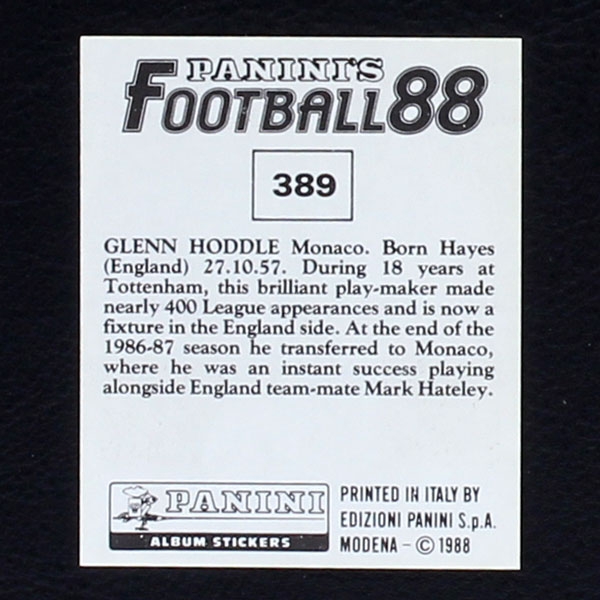 PANINI'S
FOOTBALL 88
389
GLENN HODDLE Monaco. Born Hayes
(England) 27.10.57. During 18 years at
Tottenham, this brilliant play-maker made
nearly 400 League appearances and is now a
fixture in the England side. At the end of the
1986-87 season he transferred to Monaco,
where he was an instant success playing
alongside England team-mate Mark Hateley.
PANINI
ALBUM STICKERS
PRINTED IN ITALY BY
EDIZIONI PANINI S.p.A.
MODENA - © 1988